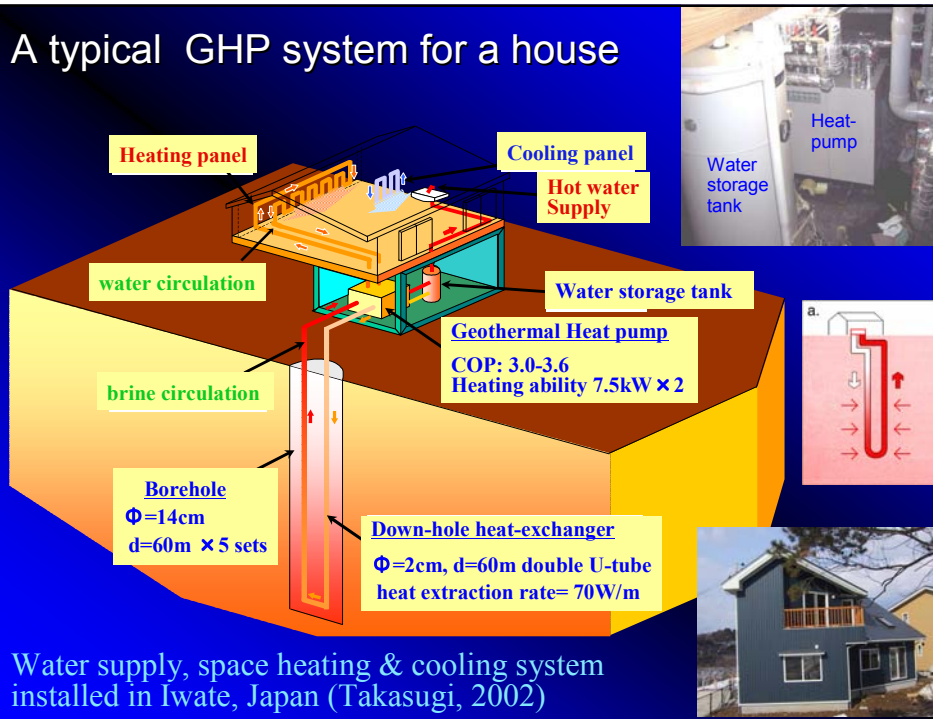 A typical GHP system for a house
Heat-
pump
Water
storage
tank
Heating panel
Cooling panel
Hot water
Supply
water circulation
Water storage tank
Geothermal Heat pump
COP: 3.0-3.6
Heating ability 7.5kW × 2
a.
brine circulation
Borehole
Φ=14cm
d=60m × 5 sets
Down-hole heat-exchanger
Φ=2cm, d=60m double U-tube
heat extraction rate= 70W/m
Water supply, space heating & cooling system
installed in Iwate, Japan (Takasugi, 2002)